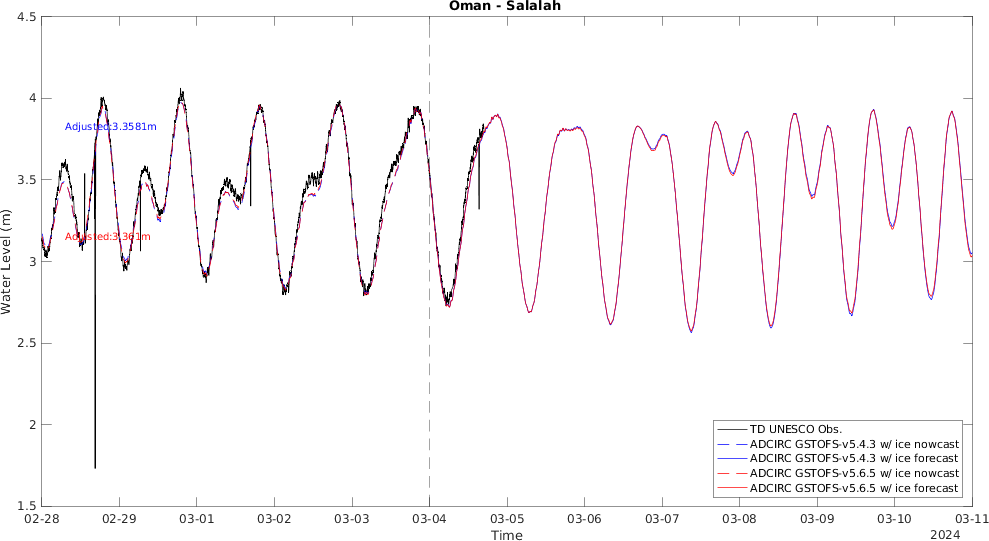 Oman - Salalah
4.5
4
3.5
3
2.5
2
1.5
Water Level (m)
Adjusted:3.3581m
Adjusted:3.361m
TD UNESCO Obs.
ADCIRC GSTOFS-v5.4.3 w/ ice nowcast
ADCIRC GSTOFS-v5.4.3 w/ ice forecast
ADCIRC GSTOFS-v5.6.5 w/ ice nowcast
ADCIRC GSTOFS-v5.6.5 w/ ice forecast
02-28 02-29 03-01 03-02 03-03 03-04 03-05 03-06 03-07 03-08 03-09 03-10 03-11
Time
2024